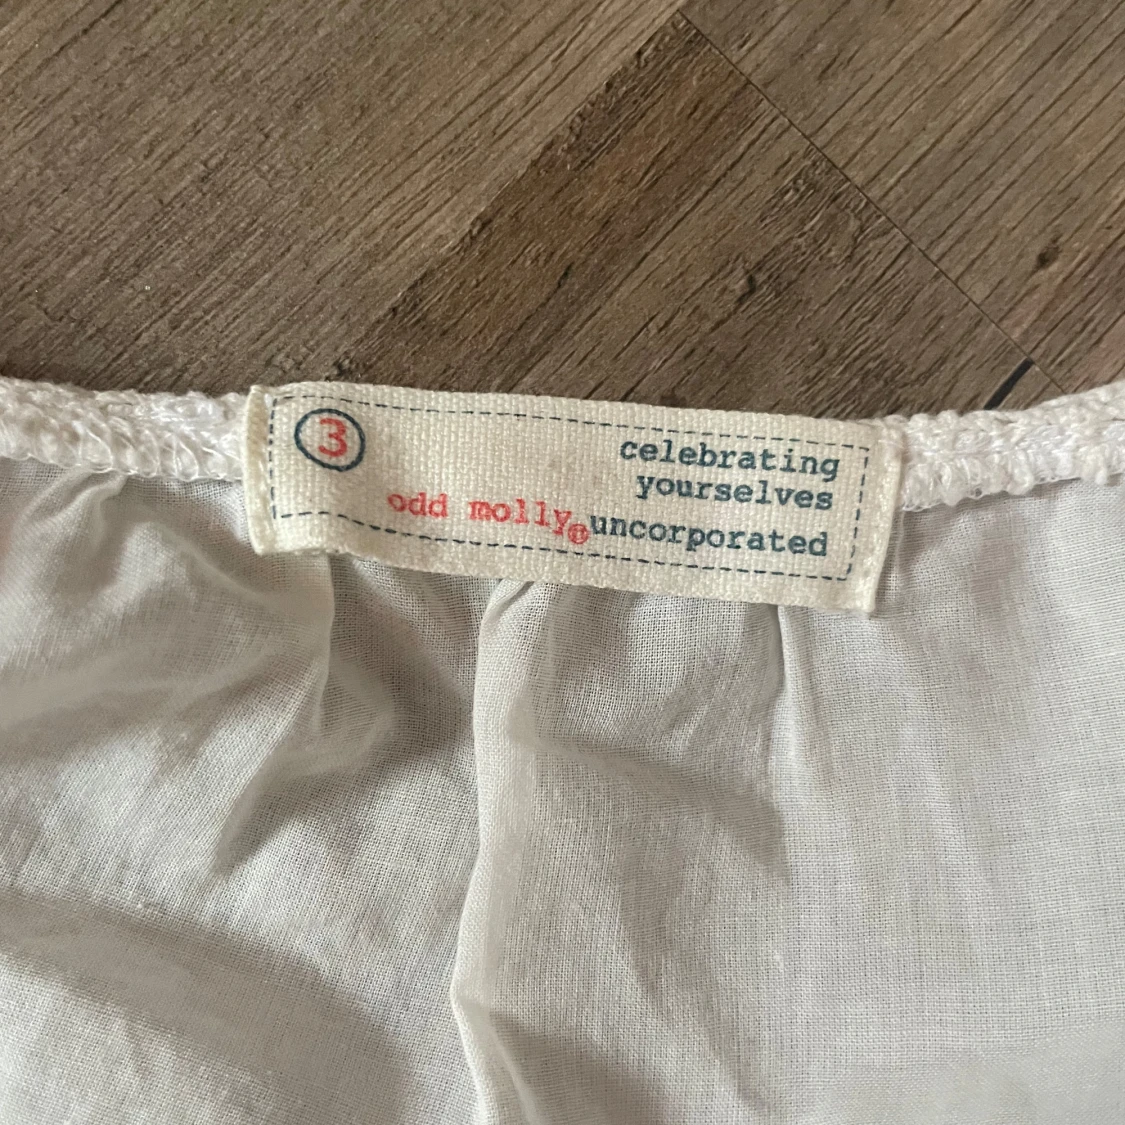 3
celebrating
yourselves
odd molly® uncorporated